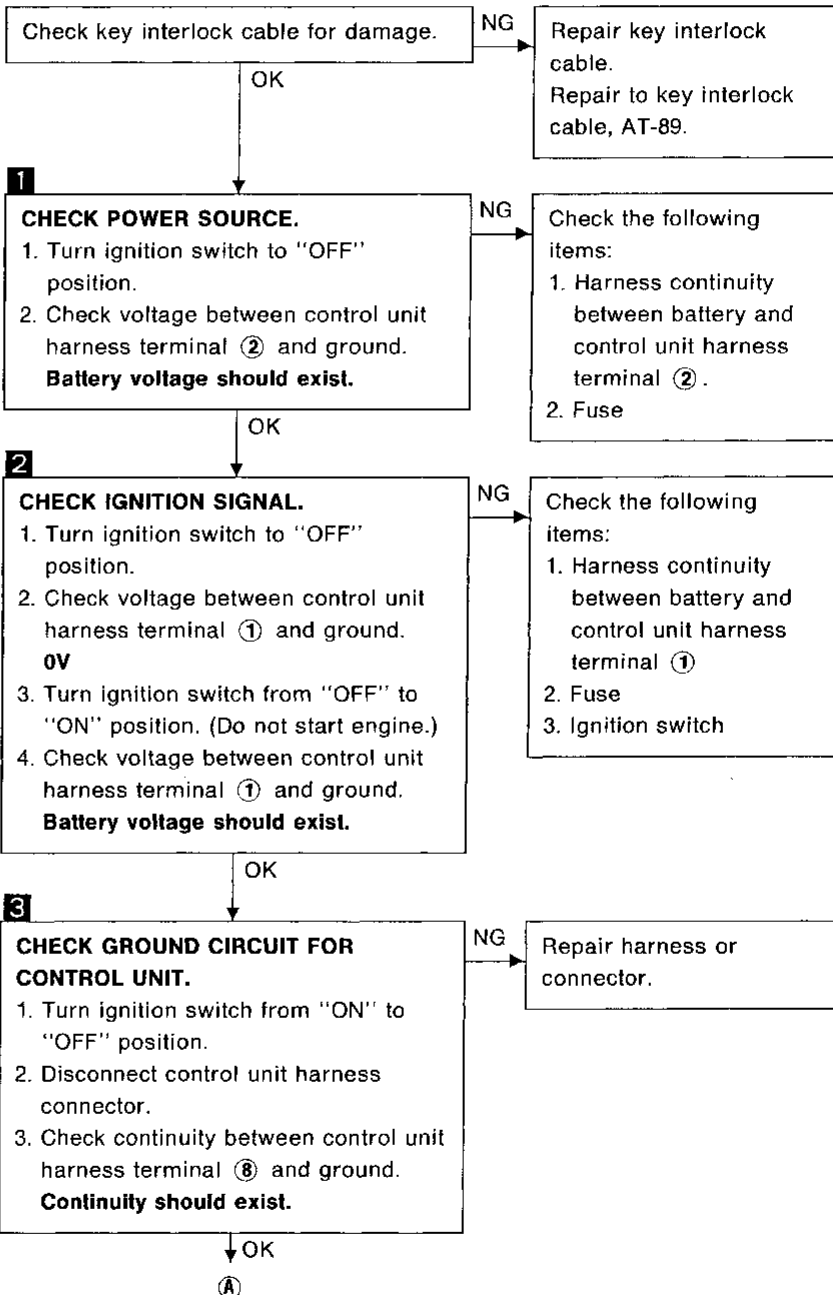 Check key interlock cable for damage.
NG
Repair key interlock
cable.
Repair to key interlock
cable, AT-89.
OK
1
CHECK POWER SOURCE.
1. Turn ignition switch to "OFF"
position.
2. Check voltage between control unit
harness terminal ② and ground.
Battery voltage should exist.
NG
Check the following
items:
1. Harness continuity
between battery and
control unit harness
terminal ②.
2. Fuse
OK
2
CHECK IGNITION SIGNAL.
1. Turn ignition switch to "OFF"
position.
2. Check voltage between control unit
harness terminal ① and ground.
0V
3. Turn ignition switch from "OFF" to
"ON" position. (Do not start engine.)
4. Check voltage between control unit
harness terminal ① and ground.
Battery voltage should exist.
NG
Check the following
items:
1. Harness continuity
between battery and
control unit harness
terminal ①
2. Fuse
3. Ignition switch
OK
3
CHECK GROUND CIRCUIT FOR
CONTROL UNIT.
1. Turn ignition switch from "ON" to
"OFF" position.
2. Disconnect control unit harness
connector.
3. Check continuity between control unit
harness terminal ⑧ and ground.
Continuity should exist.
NG
Repair harness or
connector.
OK
Ⓐ